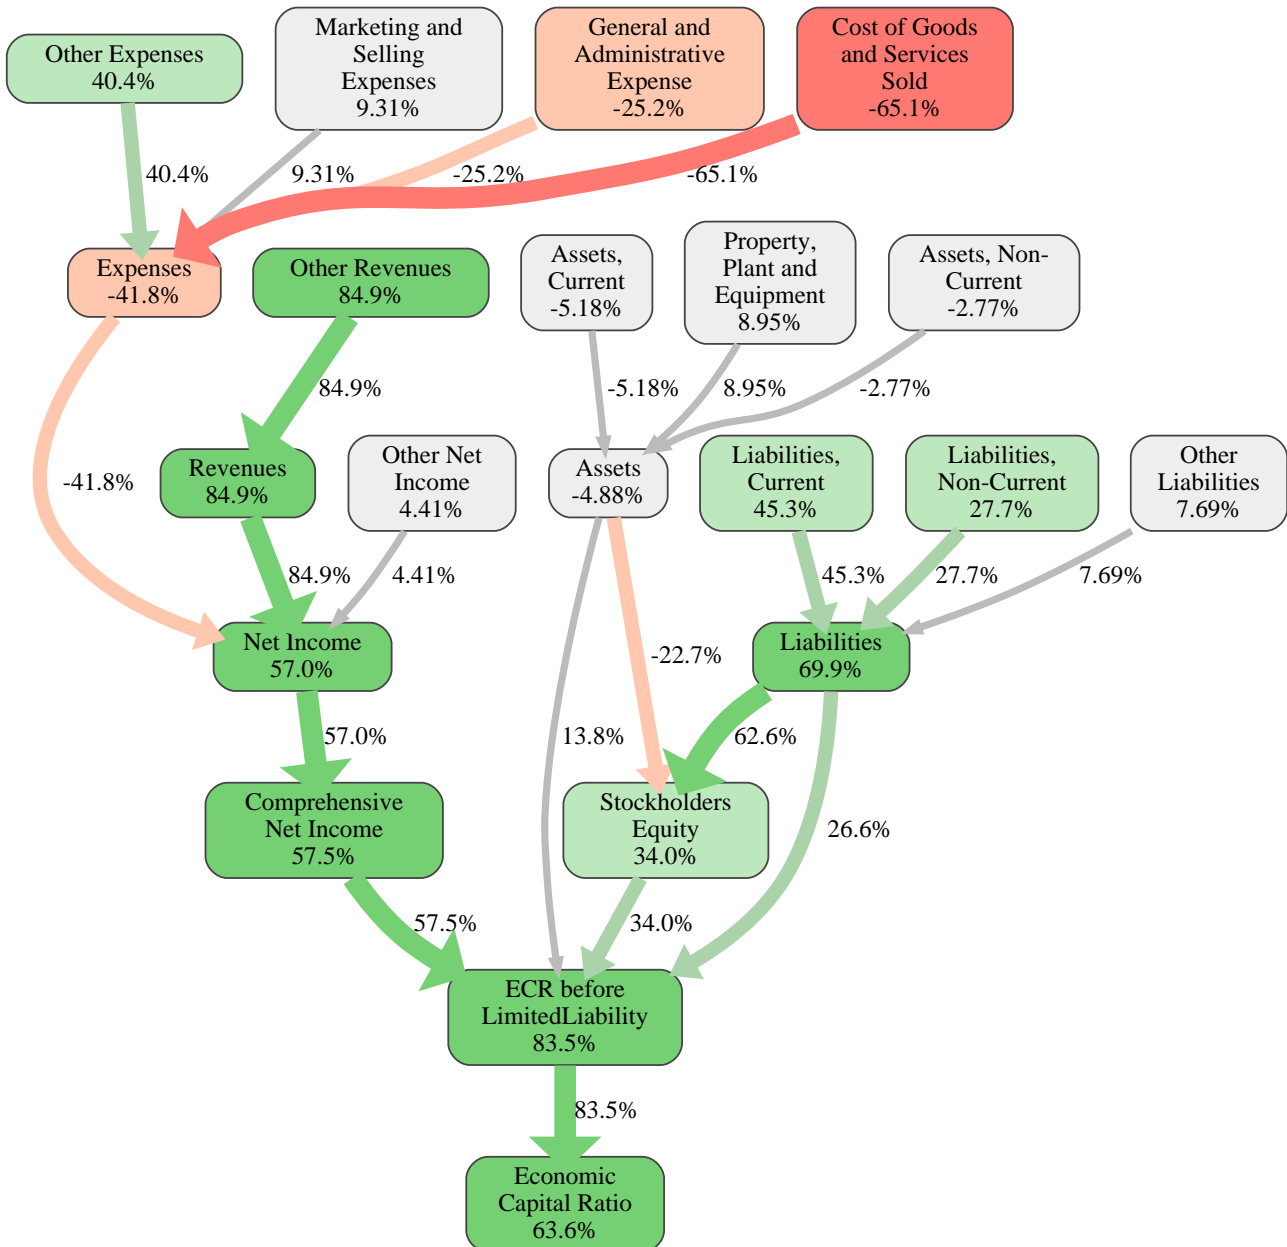 Other Expenses
40.4%
Marketing and
Selling
Expenses
9.31%
General and
Administrative
Expense
-25.2%
Cost of Goods
and Services
Sold
-65.1%
40.4%
9.31%
-25.2%
-65.1%
Expenses
-41.8%
Other Revenues
84.9%
Assets,
Current
-5.18%
Property,
Plant and
Equipment
8.95%
Assets, Non-
Current
-2.77%
84.9%
-5.18%
8.95%
-2.77%
-41.8%
Revenues
84.9%
Other Net
Income
4.41%
Assets
-4.88%
Liabilities,
Current
45.3%
Liabilities,
Non-Current
27.7%
Other
Liabilities
7.69%
84.9%
4.41%
45.3%
27.7%
7.69%
Net Income
57.0%
-22.7%
Liabilities
69.9%
57.0%
13.8%
62.6%
Comprehensive
Net Income
57.5%
Stockholders
Equity
34.0%
26.6%
57.5%
34.0%
ECR before
LimitedLiability
83.5%
83.5%
Economic
Capital Ratio
63.6%